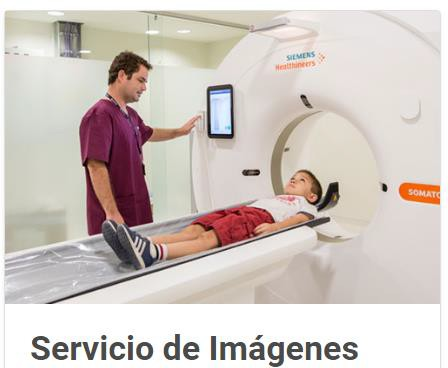 SIEMENS
Healthineers
SOMATO
Servicio de Imágenes